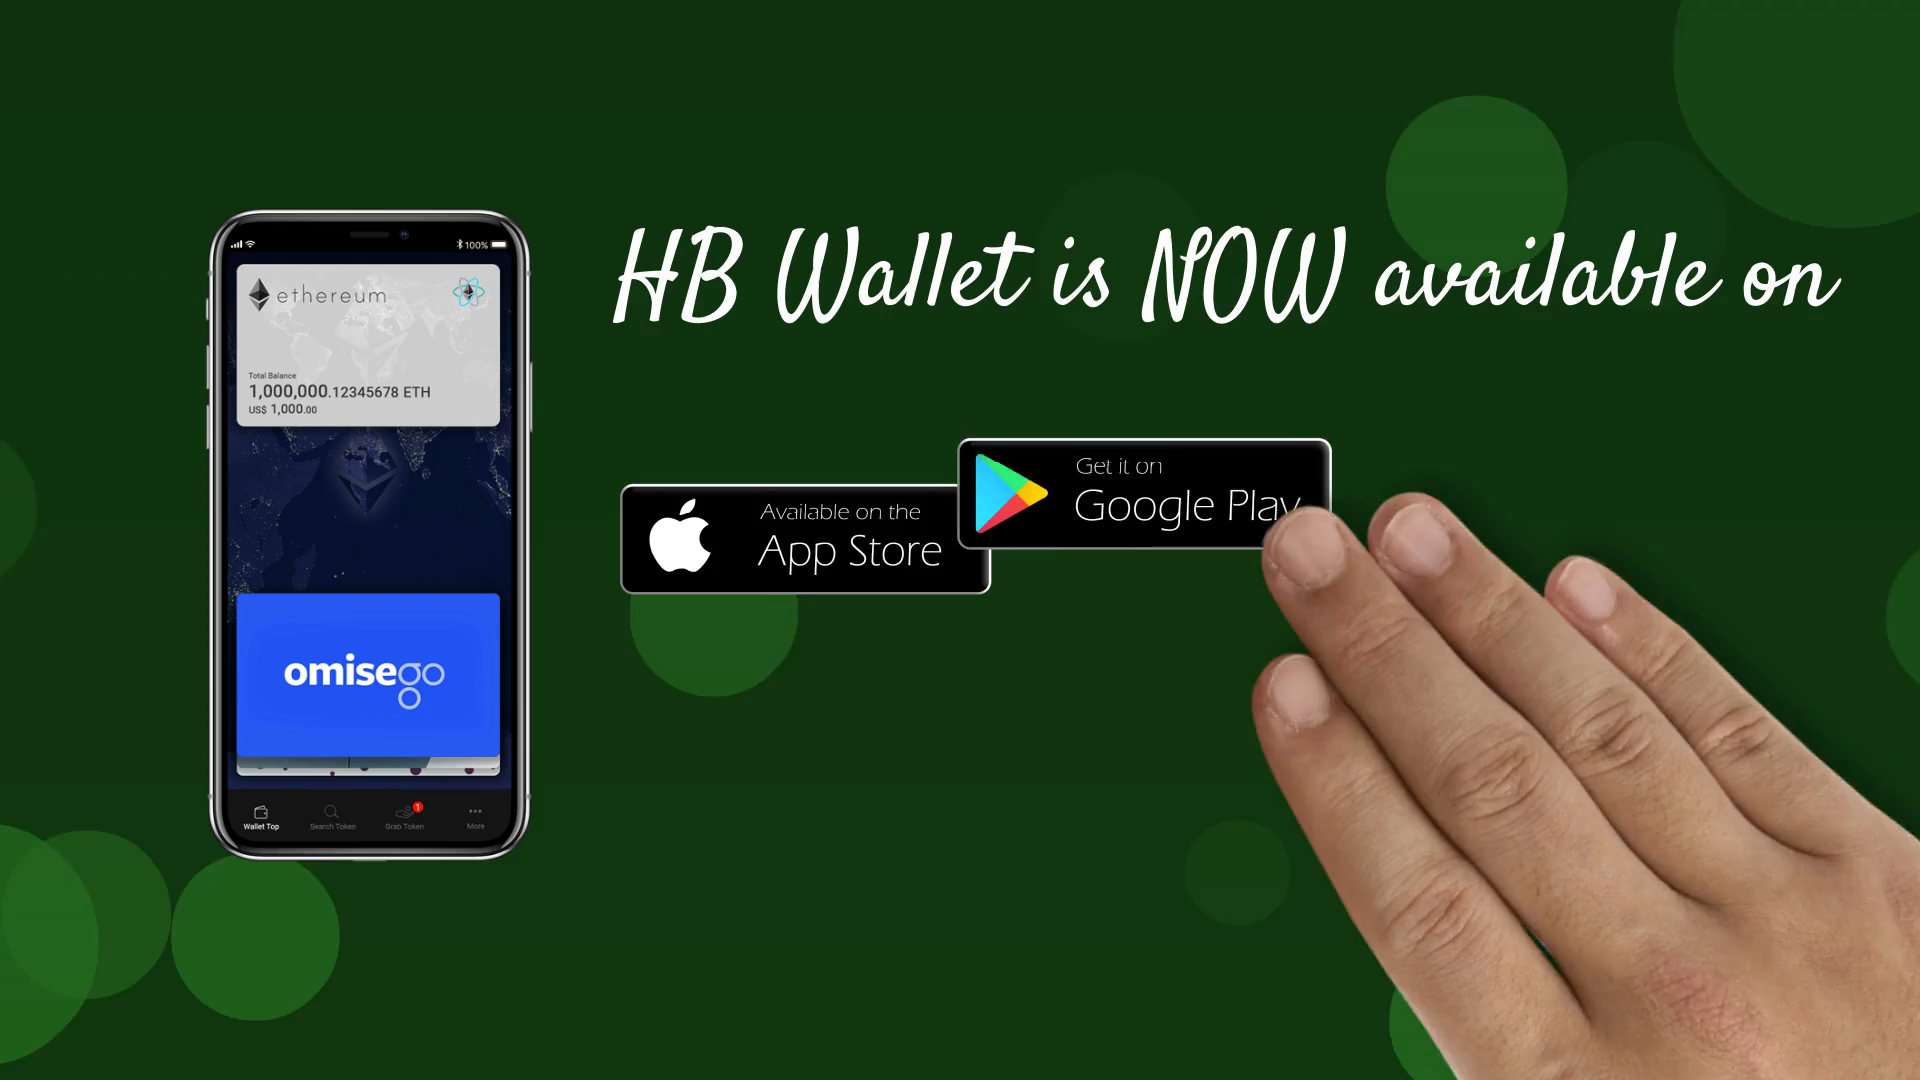 HB Wallet is NOW available on
100%
ethereum
Total Balance
1,000,000.12345678 ETH
US$ 1,000.00
omisego
Wallet Top
Search Token
Grab Token
1
More
Available on the
App Store
Get it on
Google Play